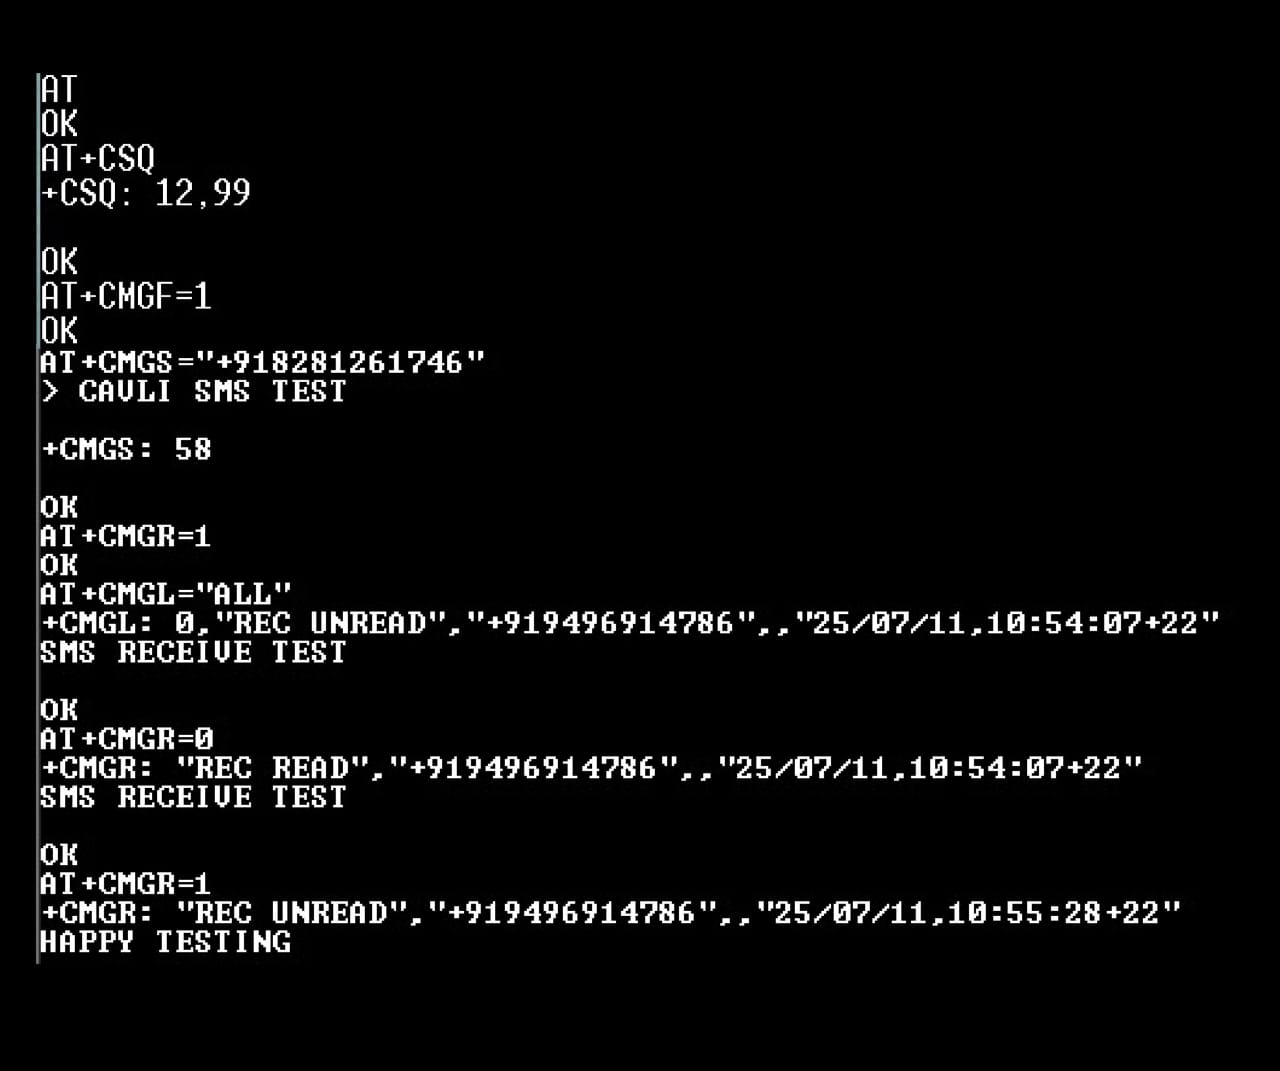 AT
OK
AT+CSQ
+CSQ: 12,99
OK
AT+CMGF=1
OK
AT+CMGS="+918281261746"
> CAVLI SMS TEST
+CMGS: 58
OK
AT+CMGR=1
OK
AT+CMGL="ALL"
+CMGL: 0,"REC UNREAD","+919496914786",,"25/07/11,10:54:07+22"
SMS RECEIVE TEST
OK
AT+CMGR=0
+CMGR: "REC READ","+919496914786",,"25/07/11,10:54:07+22"
SMS RECEIVE TEST
OK
AT+CMGR=1
+CMGR: "REC UNREAD","+919496914786",,"25/07/11,10:55:28+22"
HAPPY TESTING